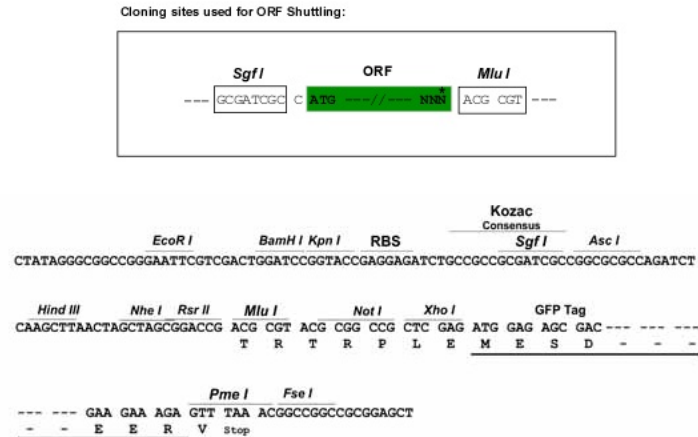 Cloning sites used for ORF Shuttling:
Sgf I ORF Mlu I
--- GCGATCGC C ATG ---//--- NNN* ACG CGT ---
Kozac
Consensus
EcoR I BamH I Kpn I RBS Sgf I Asc I
CTATAGGGCGGCCGGGAATTCGTCGACTGGATCCGGTACCGAGGAGATCTGCCGCCGCGATCGCCGGCGCGCCAGATCT
Hind III Nhe I Rsr II Mlu I Not I Xho I GFP Tag
CAAGCTTAACTAGCTAGCGGACCG ACG CGT ACG CGG CCG CTC GAG ATG GAG AGC GAC --- --- ---
T R T R P L E M E S D - - -
Pme I Fse I
--- --- GAA GAA AGA GTT TAA ACGGCCGGCCGCGGAGCT
- - E E R V Stop